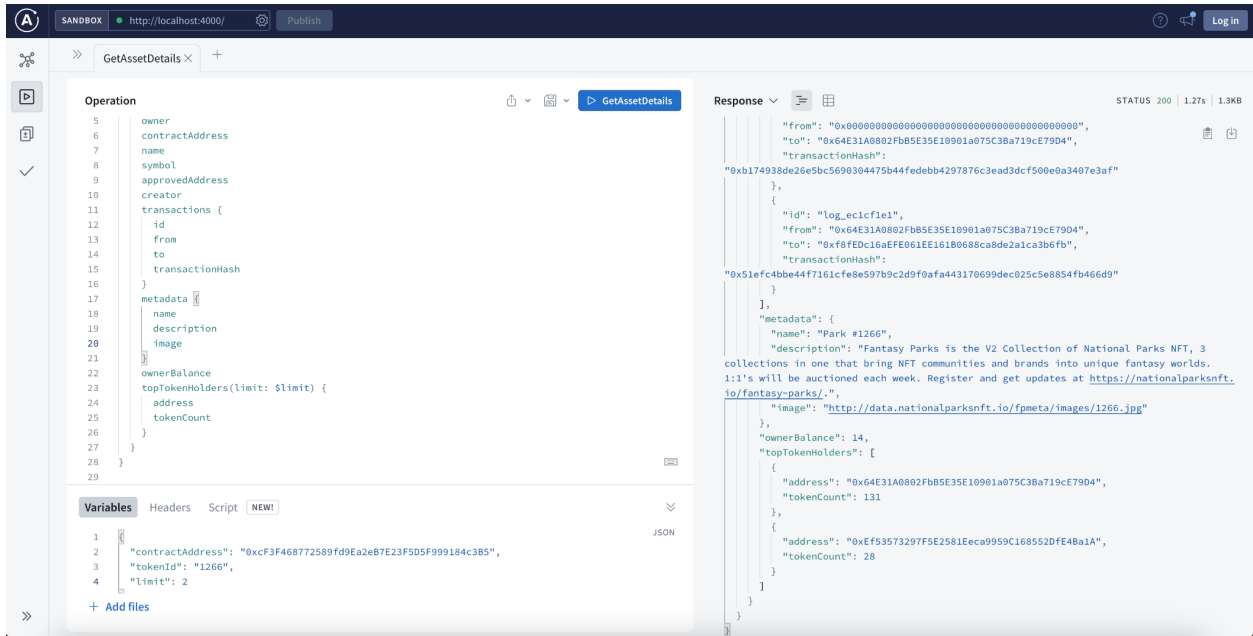 SANDBOX http://localhost:4000/ Publish Log in
GetAssetDetails
Operation GetAssetDetails
5 owner
6 contractAddress
7 name
8 symbol
9 approvedAddress
10 creator
11 transactions {
12 id
13 from
14 to
15 transactionHash
16 }
17 metadata {
18 name
19 description
20 image
21 }
22 ownerBalance
23 topTokenHolders(limit: $limit) {
24 address
25 tokenCount
26 }
27 }
28 }
29
Variables Headers Script NEW!
JSON
1 {
2 "contractAddress": "0xcF3F468772589fd9Ea2eB7E23F5D5F999184c3B5",
3 "tokenId": "1266",
4 "limit": 2
+ Add files
Response STATUS 200 1.27s 1.3KB
"from": "0x0000000000000000000000000000000000000000",
"to": "0x64E31A0802FbB5E35E10901a075C3Ba719cE79D4",
"transactionHash":
"0xb174938de26e5bc5690304475b44fedebb4297876c3ead3dcf500e0a3407e3af"
},
{
"id": "log_ec1cf1e1",
"from": "0x64E31A0802FbB5E35E10901a075C3Ba719cE79D4",
"to": "0xf8fEDc16aEFE061EE161B0688ca8de2a1ca3b6fb",
"transactionHash":
"0x51efc4bbe44f7161cfe8e597b9c2d9f0afa443170699dec025c5e8854fb466d9"
}
],
"metadata": {
"name": "Park #1266",
"description": "Fantasy Parks is the V2 Collection of National Parks NFT, 3
collections in one that bring NFT communities and brands into unique fantasy worlds.
1:1's will be auctioned each week. Register and get updates at https://nationalparksnft.
io/fantasy-parks/.",
"image": "http://data.nationalparksnft.io/fpmeta/images/1266.jpg"
},
"ownerBalance": 14,
"topTokenHolders": [
{
"address": "0x64E31A0802FbB5E35E10901a075C3Ba719cE79D4",
"tokenCount": 131
},
{
"address": "0xEf53573297F5E2581Eeca9959C168552DfE4Ba1A",
"tokenCount": 28
}
]
}
}
}